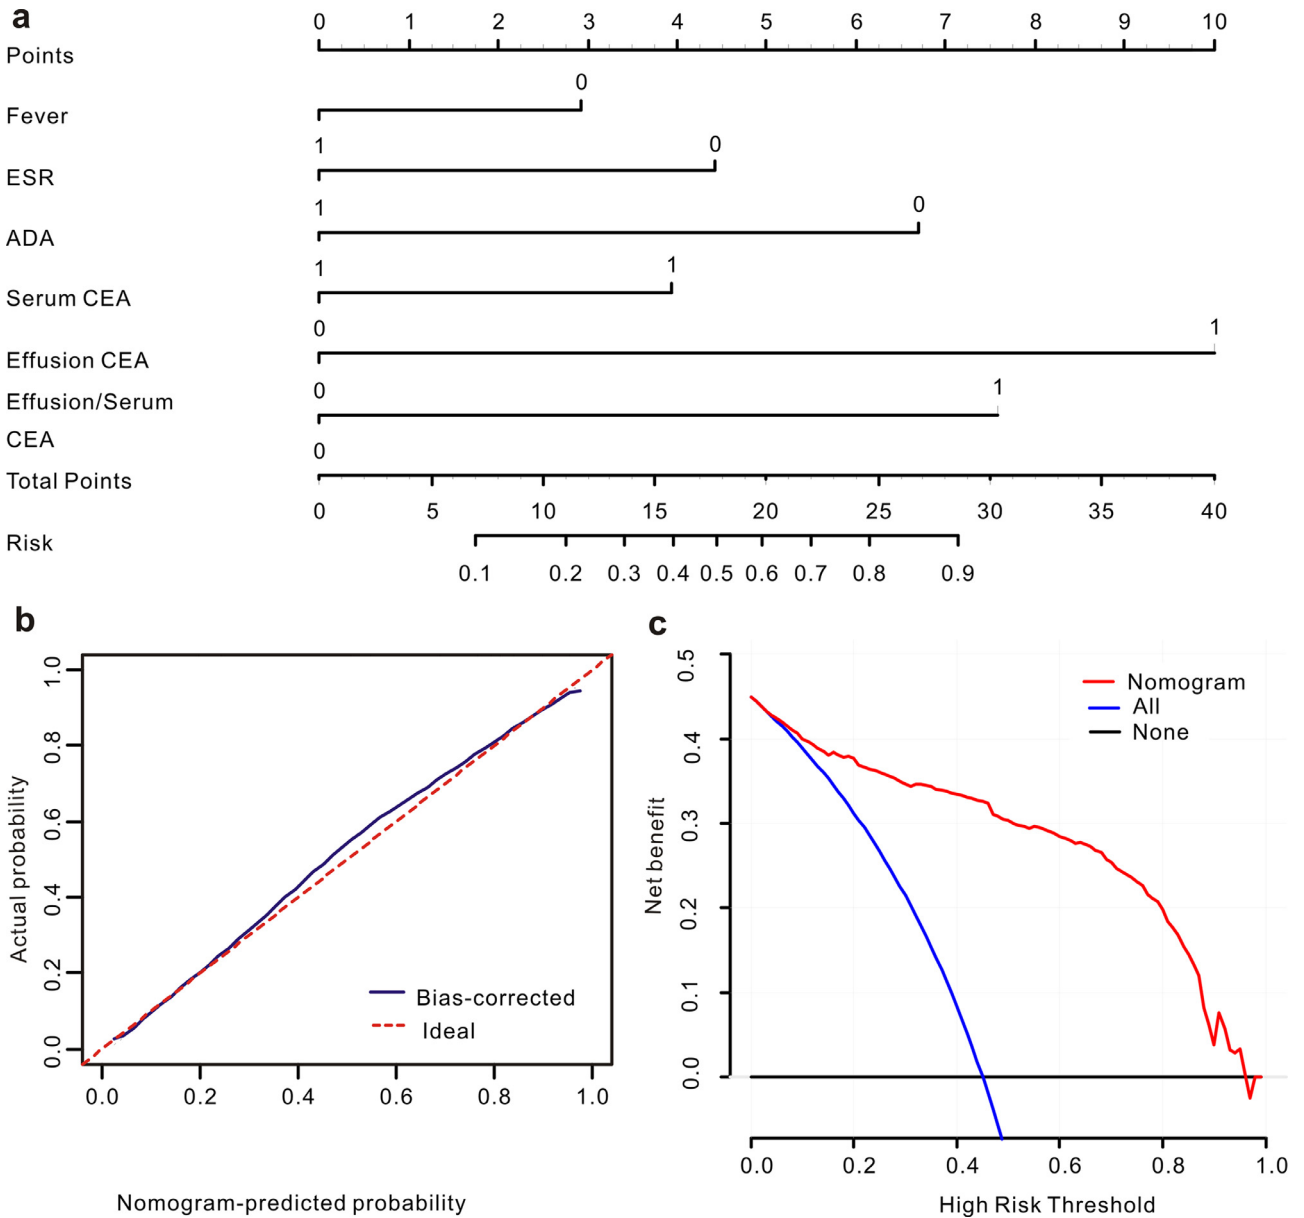 a
0 1 2 3 4 5 6 7 8 9 10
Points
0
Fever
1 0
ESR
1 0
ADA
1 1
Serum CEA
0 1
Effusion CEA
0 1
Effusion/Serum
CEA
0
Total Points
0 5 10 15 20 25 30 35 40
Risk
0.1 0.2 0.3 0.4 0.5 0.6 0.7 0.8 0.9
b
Actual probability
1.0
0.8
0.6
0.4
0.2
0.0
Bias-corrected
Ideal
0.0 0.2 0.4 0.6 0.8 1.0
Nomogram-predicted probability
c
Net benefit
0.5
0.4
0.3
0.2
0.1
0.0
Nomogram
All
None
0.0 0.2 0.4 0.6 0.8 1.0
High Risk Threshold